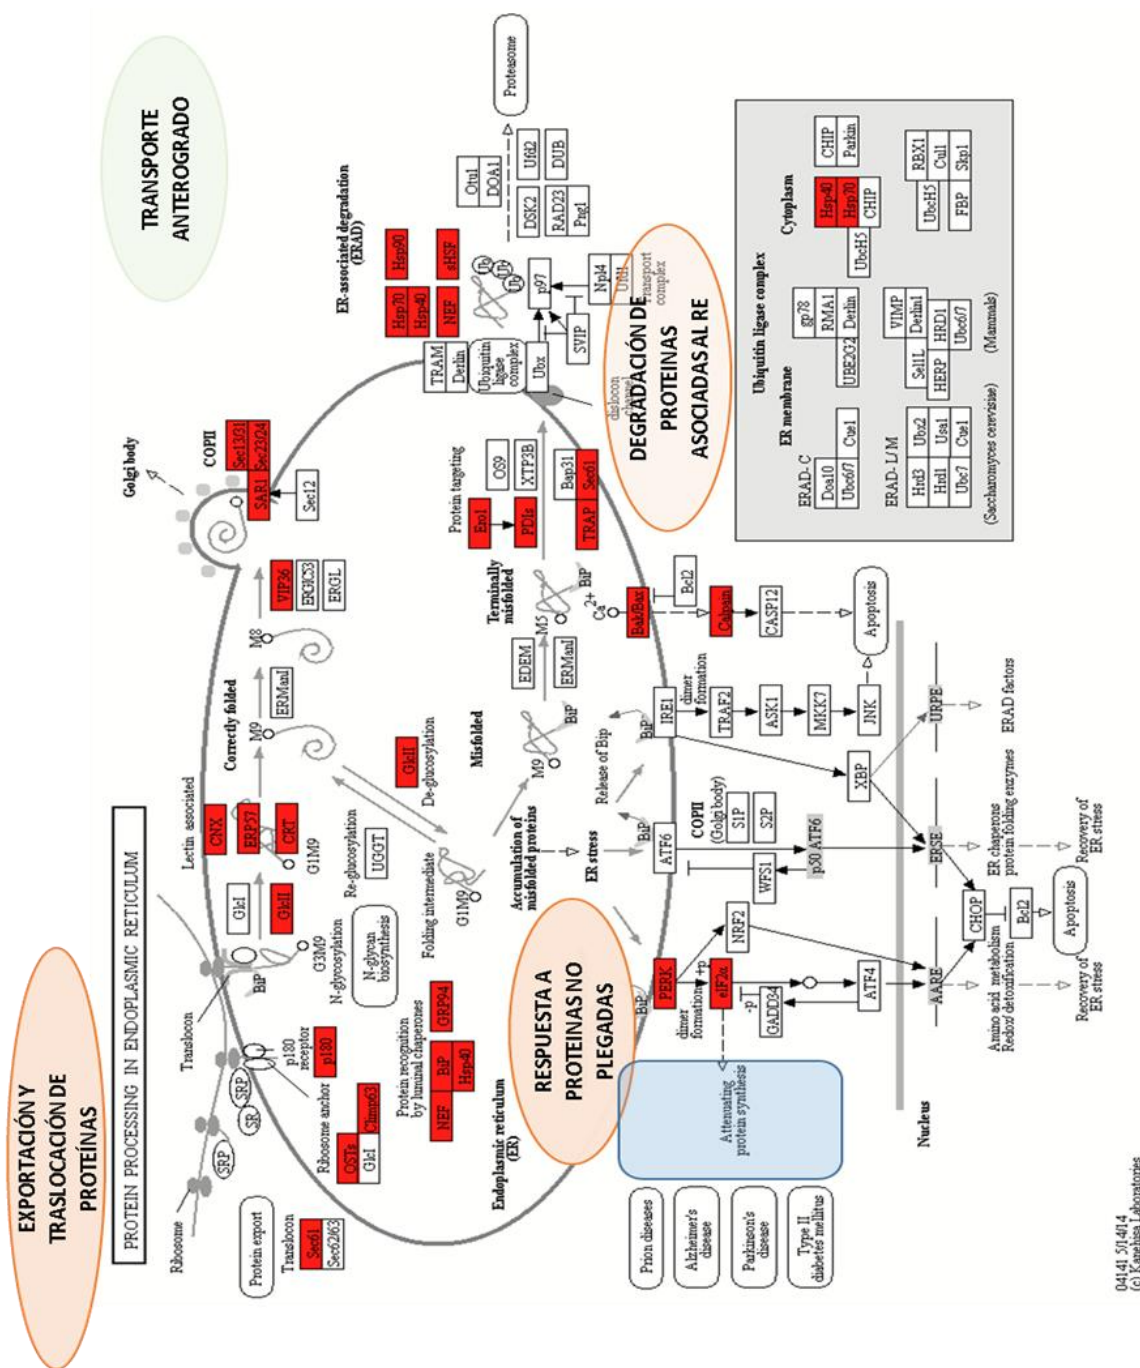 EXPORTACIÓN Y
TRASLOCACIÓN DE
PROTEÍNAS
TRANSPORTE
ANTEROGRADO
PROTEIN PROCESSING IN ENDOPLASMIC RETICULUM
Ribosome
SRP
SRP
SR
Protein export
Translocon
Sec61
Sec62/63
Ribosome anchor
OSTs
GlcI
Climp63
p180
receptor
p180
Translocon
BiP
G3M9
N-glycosylation
N-glycan
biosynthesis
Protein recognition
by luminal chaperones
NEF
BiP
Hsp40
GRP94
Endoplasmic reticulum
(ER)
GlcI
GlcII
Lectin associated
CNX
ERP57
CRT
G1M9
Re-glucosylation
UGGT
Folding intermediate
G1M9
GlcII
De-glucosylation
Correctly folded
M9
ERManI
M8
VIP36
ERGIC53
ERGL
Golgi body
COPII
Sec13/31
Sec23/24
SAR1
Sec12
Misfolded
M9
BiP
EDEM
ERManI
Terminally
misfolded
M5
BiP
Protein targeting
Ero1
PDIs
OS9
XTP3B
Bap31
TRAP
Sec61
ER-associated degradation
(ERAD)
Hsp70
Hsp40
Hsp90
NEF
sHSF
TRAM
Derlin
Ubiquitin
ligase
complex
Ubx
Ub
Ub
Ub
p97
SVIP
Npl4
Ufd1
dislocon
channel
Transport
complex
Otu1
DOA1
DSK2
Ufd2
RAD23
DUB
Png1
Proteasome
DEGRADACIÓN DE
PROTEINAS
ASOCIADAS AL RE
RESPUESTA A
PROTEINAS NO
PLEGADAS
Accumulation of
misfolded proteins
ER stress
Release of Bip
BiP
PERK
dimer
formation
+p
eIF2α
-p
GADD34
ATF4
NRF2
Attenuating
protein synthesis
BiP
ATF6
COPII
(Golgi body)
S1P
S2P
WFS1
p50 ATF6
BiP
IRE1
dimer
formation
TRAF2
ASK1
MKK7
JNK
Apoptosis
XBP
Ca2+
Bak/Bax
Bcl2
Calpain
CASP12
Nucleus
AARE
ERSE
URPE
Amino acid metabolism
Redox/ detoxification
Recovery of
ER stress
CHOP
Bcl2
Apoptosis
ER chaperons
protein folding enzymes
Recovery of
ER stress
ERAD factors
Prion diseases
Alzheimer's
disease
Parkinson's
disease
Type II
diabetes mellitus
Ubiquitin ligase complex
ER membrane
Cytoplasm
ERAD- C
Doa10
Ubc6/7
Cue1
ERAD- L/M
Hrd3
Ubx2
Hrd1
Usa1
Ubc7
Cue1
(Saccharomyces cerevisiae)
gp78
RMA1
UBE2G2
Derlin
VIMP
Sel1L
Derlin1
HERP
HRD1
Ubc6/7
(Mammals)
Hsp40
Hsp70
UbcH5
CHIP
CHIP
Parkin
UbcH5
RBX1
Cul1
FBP
Skp1
04141 5/14/14
(c) Kanehisa Laboratories